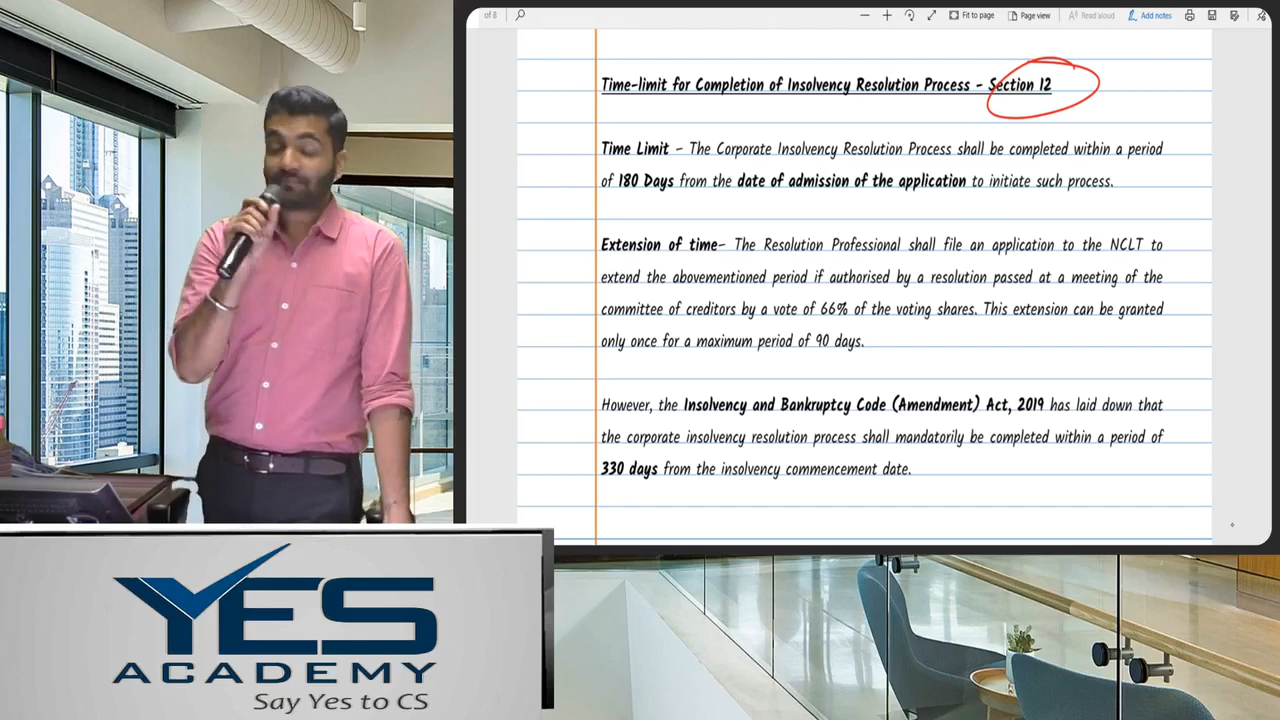 of 8
Fit to page
Page view
Read aloud
Add notes
Time-limit for Completion of Insolvency Resolution Process - Section 12
Time Limit - The Corporate Insolvency Resolution Process shall be completed within a period
of 180 Days from the date of admission of the application to initiate such process.
Extension of time- The Resolution Professional shall file an application to the NCLT to
extend the abovementioned period if authorised by a resolution passed at a meeting of the
committee of creditors by a vote of 66% of the voting shares. This extension can be granted
only once for a maximum period of 90 days.
However, the Insolvency and Bankruptcy Code (Amendment) Act, 2019 has laid down that
the corporate insolvency resolution process shall mandatorily be completed within a period of
330 days from the insolvency commencement date.
YES
ACADEMY
Say Yes to CS